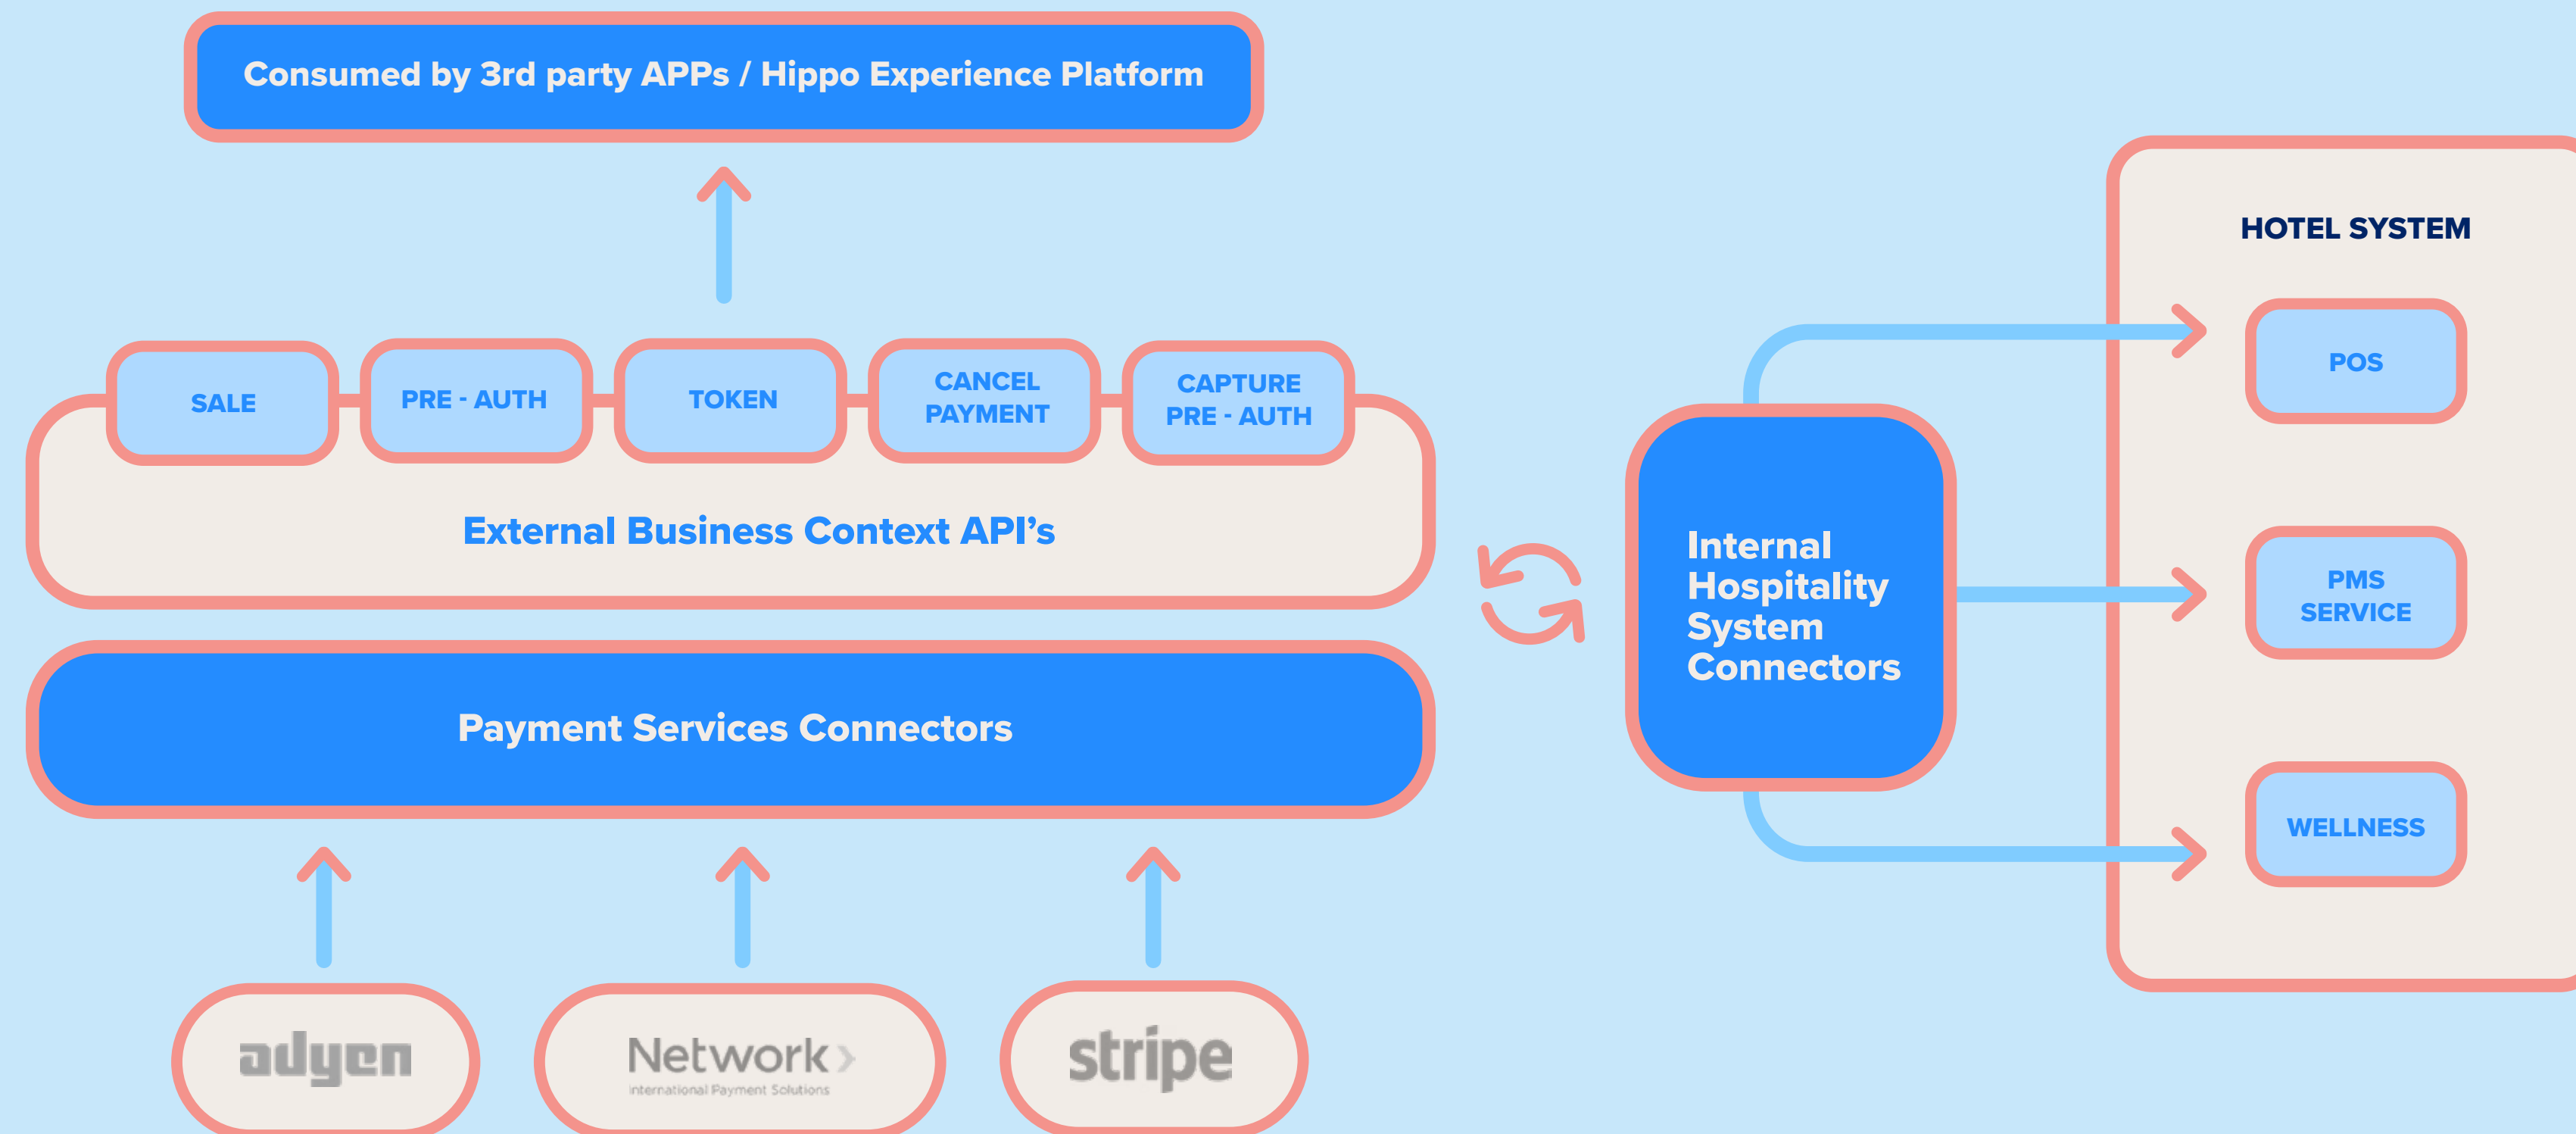 Consumed by 3rd party APPs / Hippo Experience Platform
HOTEL SYSTEM
SALE
PRE - AUTH
TOKEN
CANCEL
PAYMENT
CAPTURE
PRE - AUTH
External Business Context API’s
Payment Services Connectors
Internal
Hospitality
System
Connectors
POS
PMS
SERVICE
WELLNESS
adyen
Network
International Payment Solutions
stripe